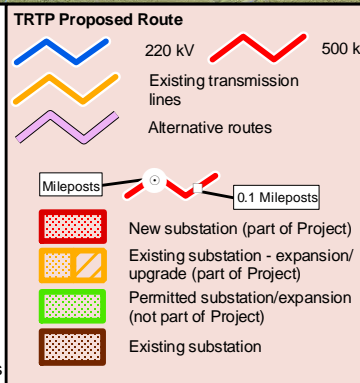 TRTP Proposed Route
220 kV
500 k
Existing transmission
lines
Alternative routes
Mileposts
0.1 Mileposts
New substation (part of Project)
Existing substation - expansion/
upgrade (part of Project)
Permitted substation/expansion
(not part of Project)
Existing substation
s